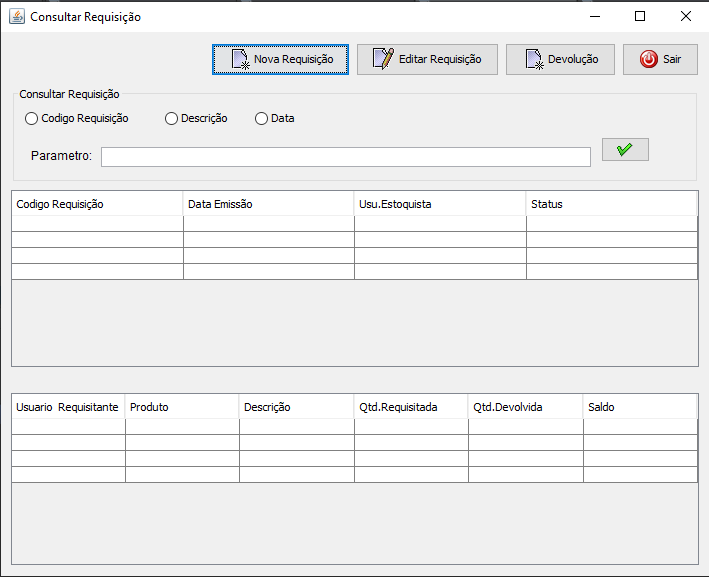 Consultar Requisição
Nova Requisição Editar Requisição Devolução Sair
Consultar Requisição
Codigo Requisição Descrição Data
Parametro:
Codigo Requisição Data Emissão Usu.Estoquista Status
Usuario Requisitante Produto Descrição Qtd.Requisitada Qtd.Devolvida Saldo